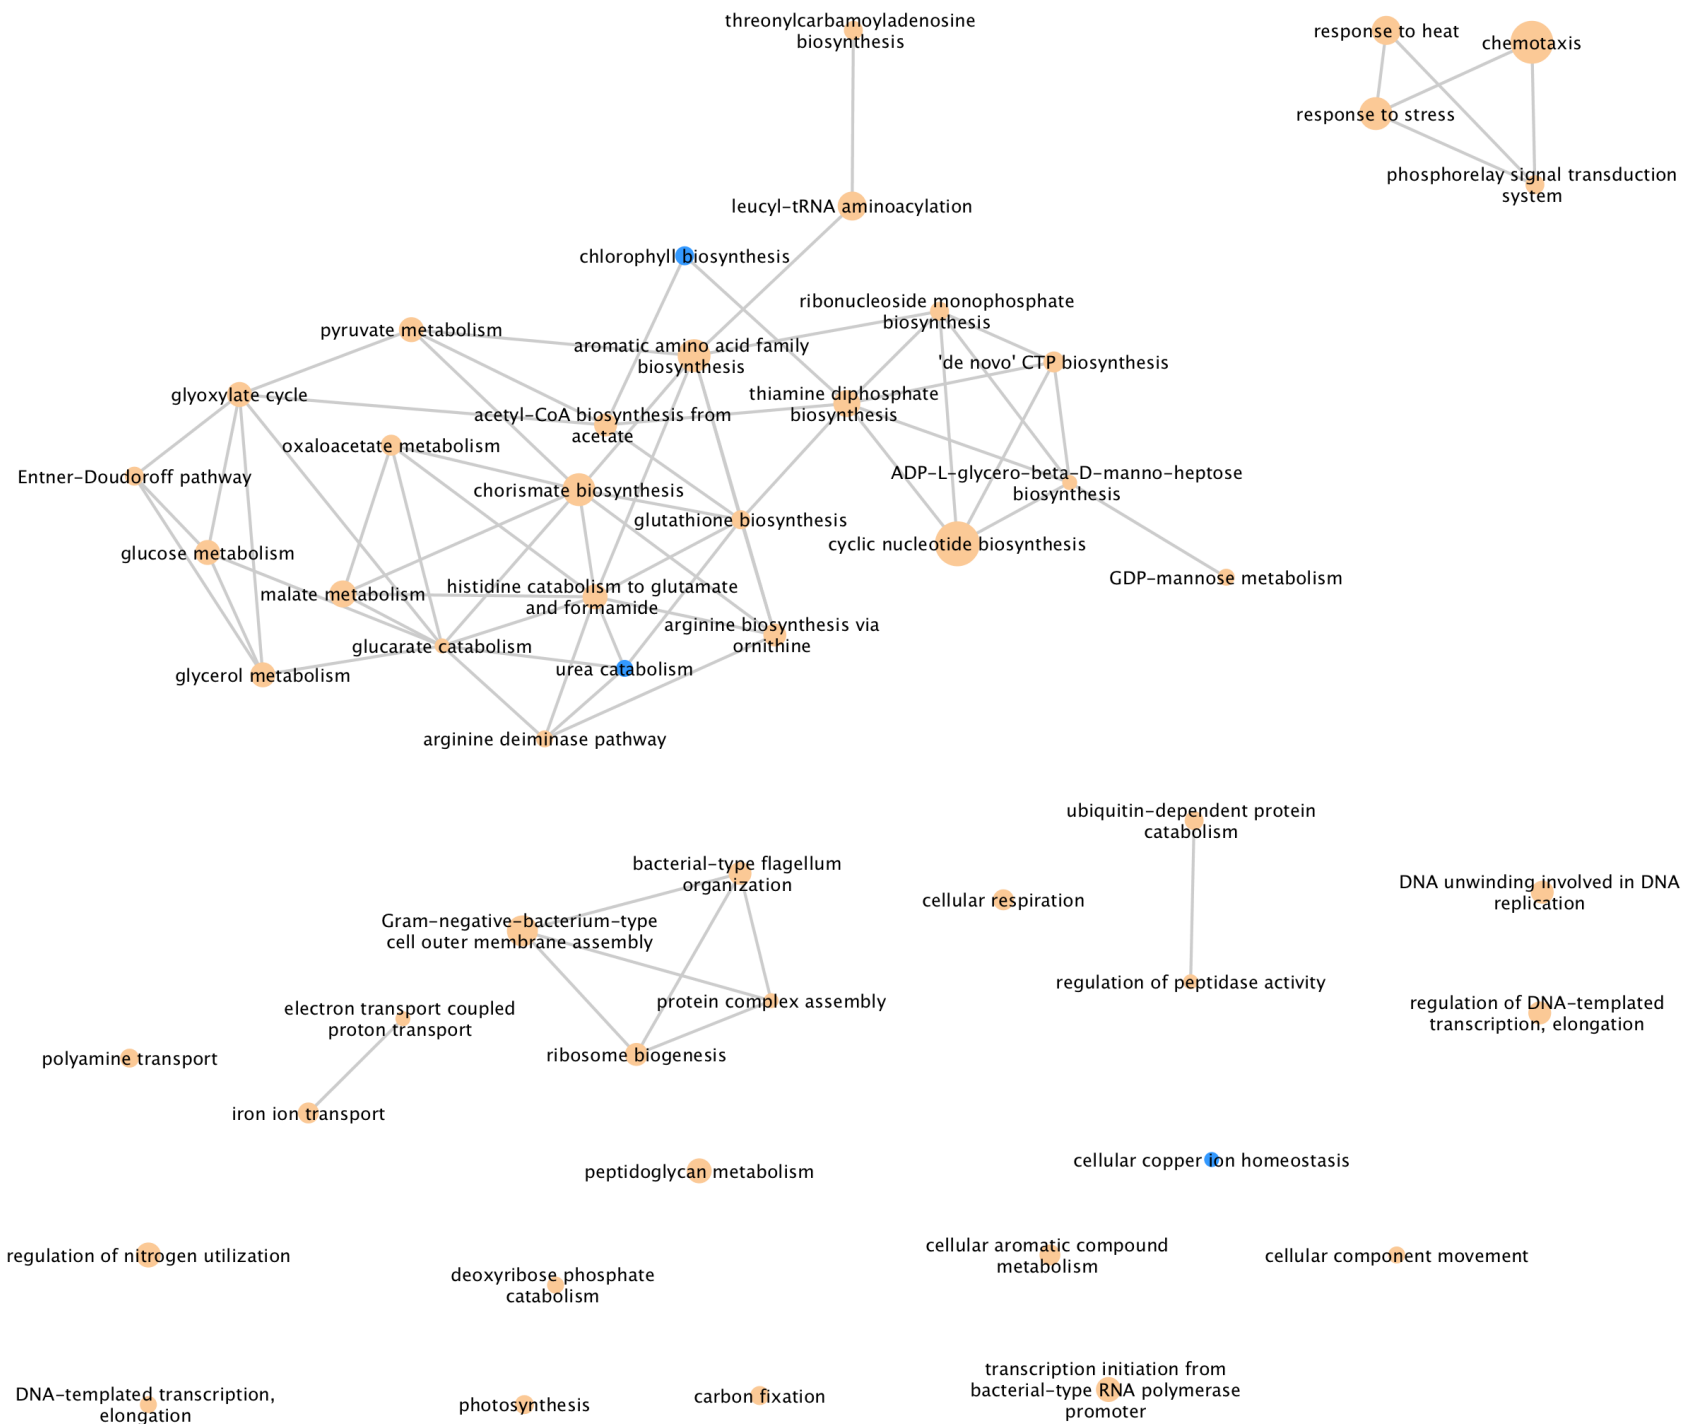 threonylcarbamoyladenosine
biosynthesis
response to heat
chemotaxis
response to stress
phosphorelay signal transduction
system
leucyl-tRNA aminoacylation
chlorophyll biosynthesis
ribonucleoside monophosphate
biosynthesis
pyruvate metabolism
aromatic amino acid family
biosynthesis
'de novo' CTP biosynthesis
glyoxylate cycle
thiamine diphosphate
biosynthesis
acetyl-CoA biosynthesis from
acetate
oxaloacetate metabolism
Entner-Doudoroff pathway
ADP-L-glycero-beta-D-manno-heptose
biosynthesis
chorismate biosynthesis
glutathione biosynthesis
cyclic nucleotide biosynthesis
glucose metabolism
GDP-mannose metabolism
malate metabolism
histidine catabolism to glutamate
and formamide
arginine biosynthesis via
ornithine
glucarate catabolism
urea catabolism
glycerol metabolism
arginine deiminase pathway
ubiquitin-dependent protein
catabolism
bacterial-type flagellum
organization
DNA unwinding involved in DNA
replication
cellular respiration
Gram-negative-bacterium-type
cell outer membrane assembly
regulation of peptidase activity
protein complex assembly
regulation of DNA-templated
transcription, elongation
electron transport coupled
proton transport
ribosome biogenesis
polyamine transport
iron ion transport
cellular copper ion homeostasis
peptidoglycan metabolism
regulation of nitrogen utilization
cellular aromatic compound
metabolism
cellular component movement
deoxyribose phosphate
catabolism
transcription initiation from
bacterial-type RNA polymerase
promoter
DNA-templated transcription,
elongation
photosynthesis
carbon fixation